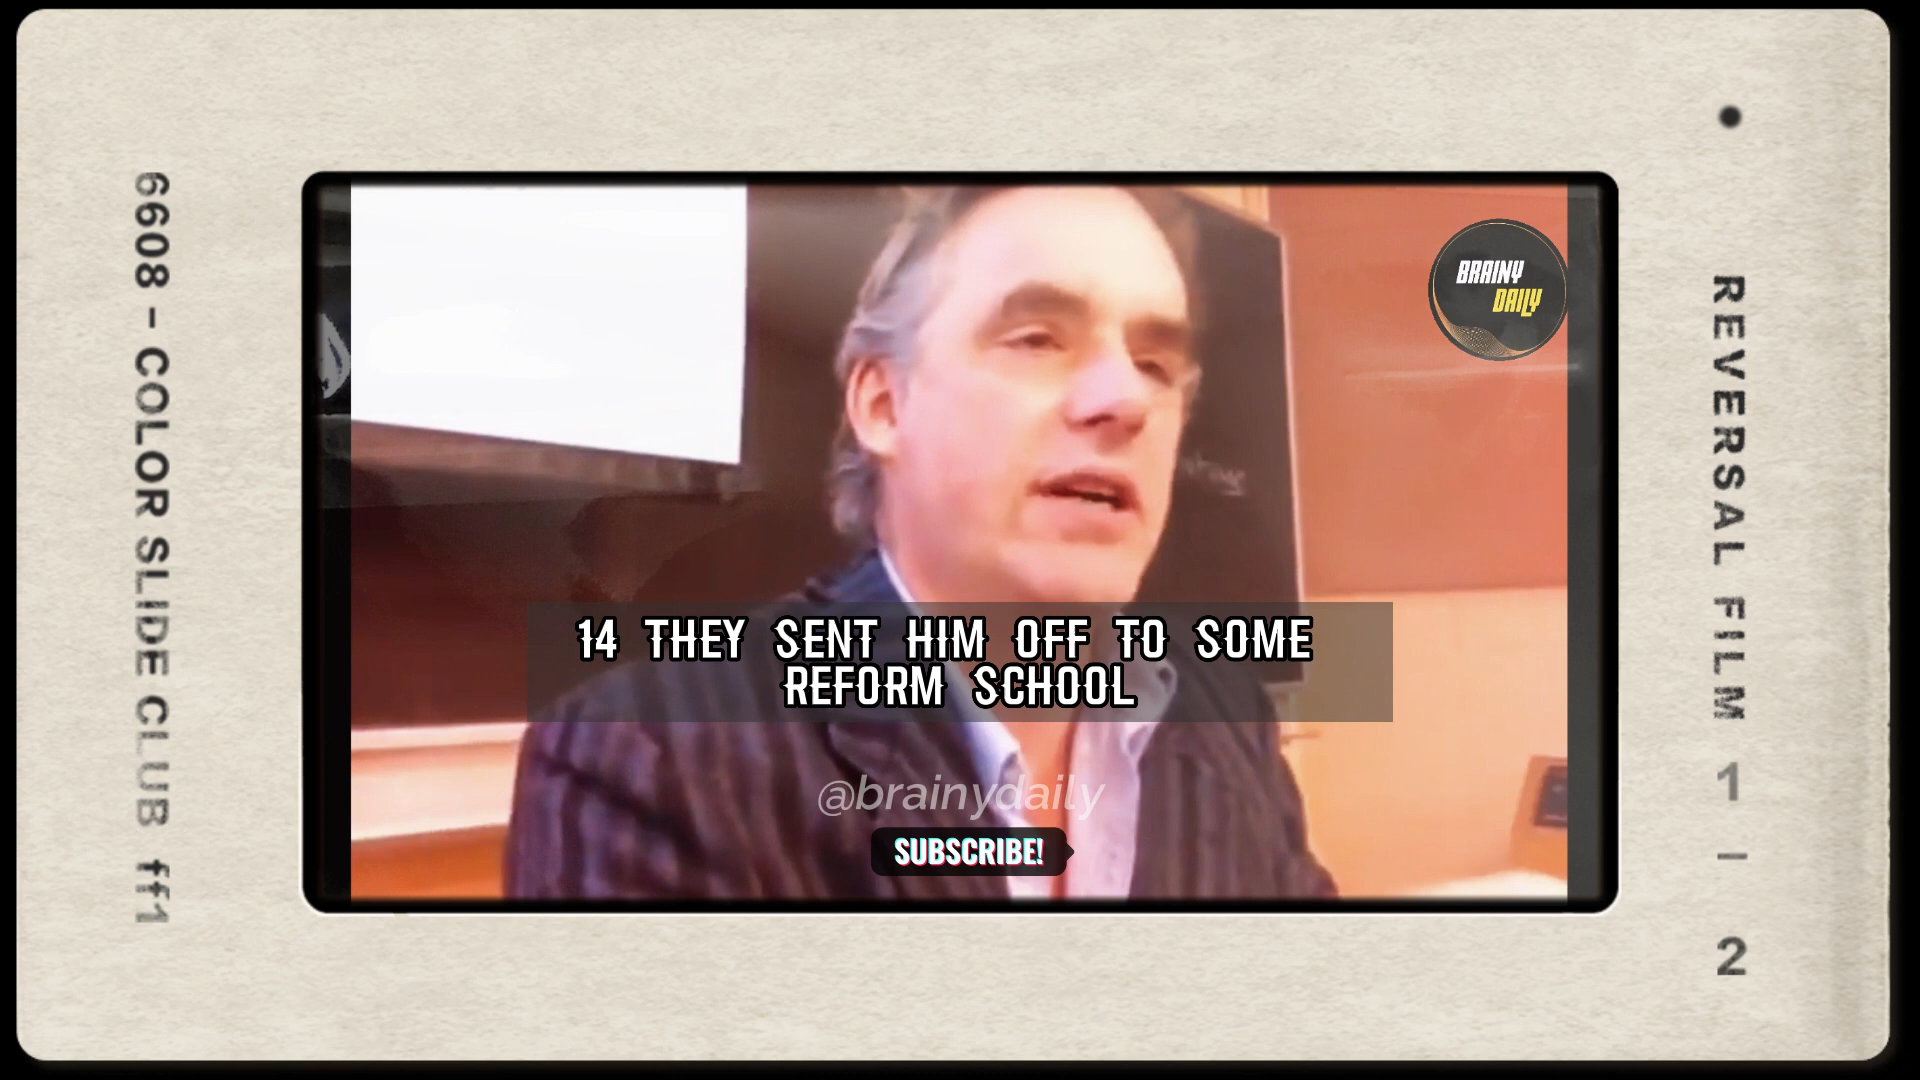 6608 - COLOR SLIDE CLUB ff1
BRAINY
DAILY
14 THEY SENT HIM OFF TO SOME
REFORM SCHOOL
@brainydaily
SUBSCRIBE!
REVERSAL FILM 1 - 2